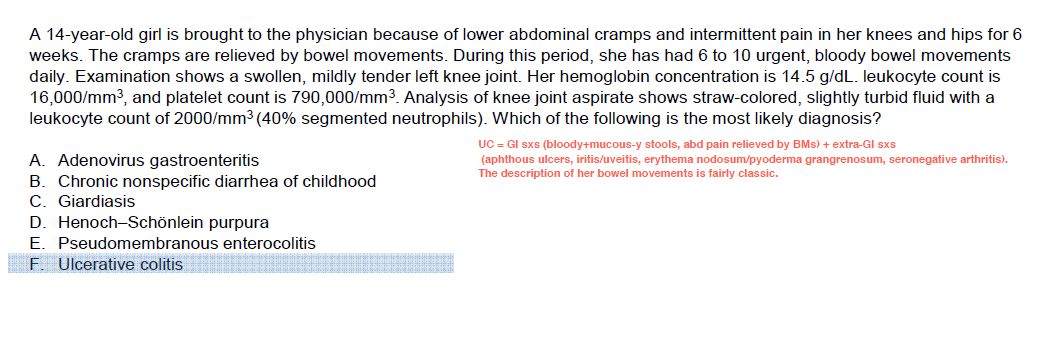 A 14-year-old girl is brought to the physician because of lower abdominal cramps and intermittent pain in her knees and hips for 6
weeks. The cramps are relieved by bowel movements. During this period, she has had 6 to 10 urgent, bloody bowel movements
daily. Examination shows a swollen, mildly tender left knee joint. Her hemoglobin concentration is 14.5 g/dL. leukocyte count is
16,000/mm³, and platelet count is 790,000/mm³. Analysis of knee joint aspirate shows straw-colored, slightly turbid fluid with a
leukocyte count of 2000/mm³ (40% segmented neutrophils). Which of the following is the most likely diagnosis?
UC = GI sxs (bloody+mucous-y stools, abd pain relieved by BMs) + extra-GI sxs
(aphthous ulcers, iritis/uveitis, erythema nodosum/pyoderma grangrenosum, seronegative arthritis).
The description of her bowel movements is fairly classic.
A. Adenovirus gastroenteritis
B. Chronic nonspecific diarrhea of childhood
C. Giardiasis
D. Henoch–Schönlein purpura
E. Pseudomembranous enterocolitis
F. Ulcerative colitis